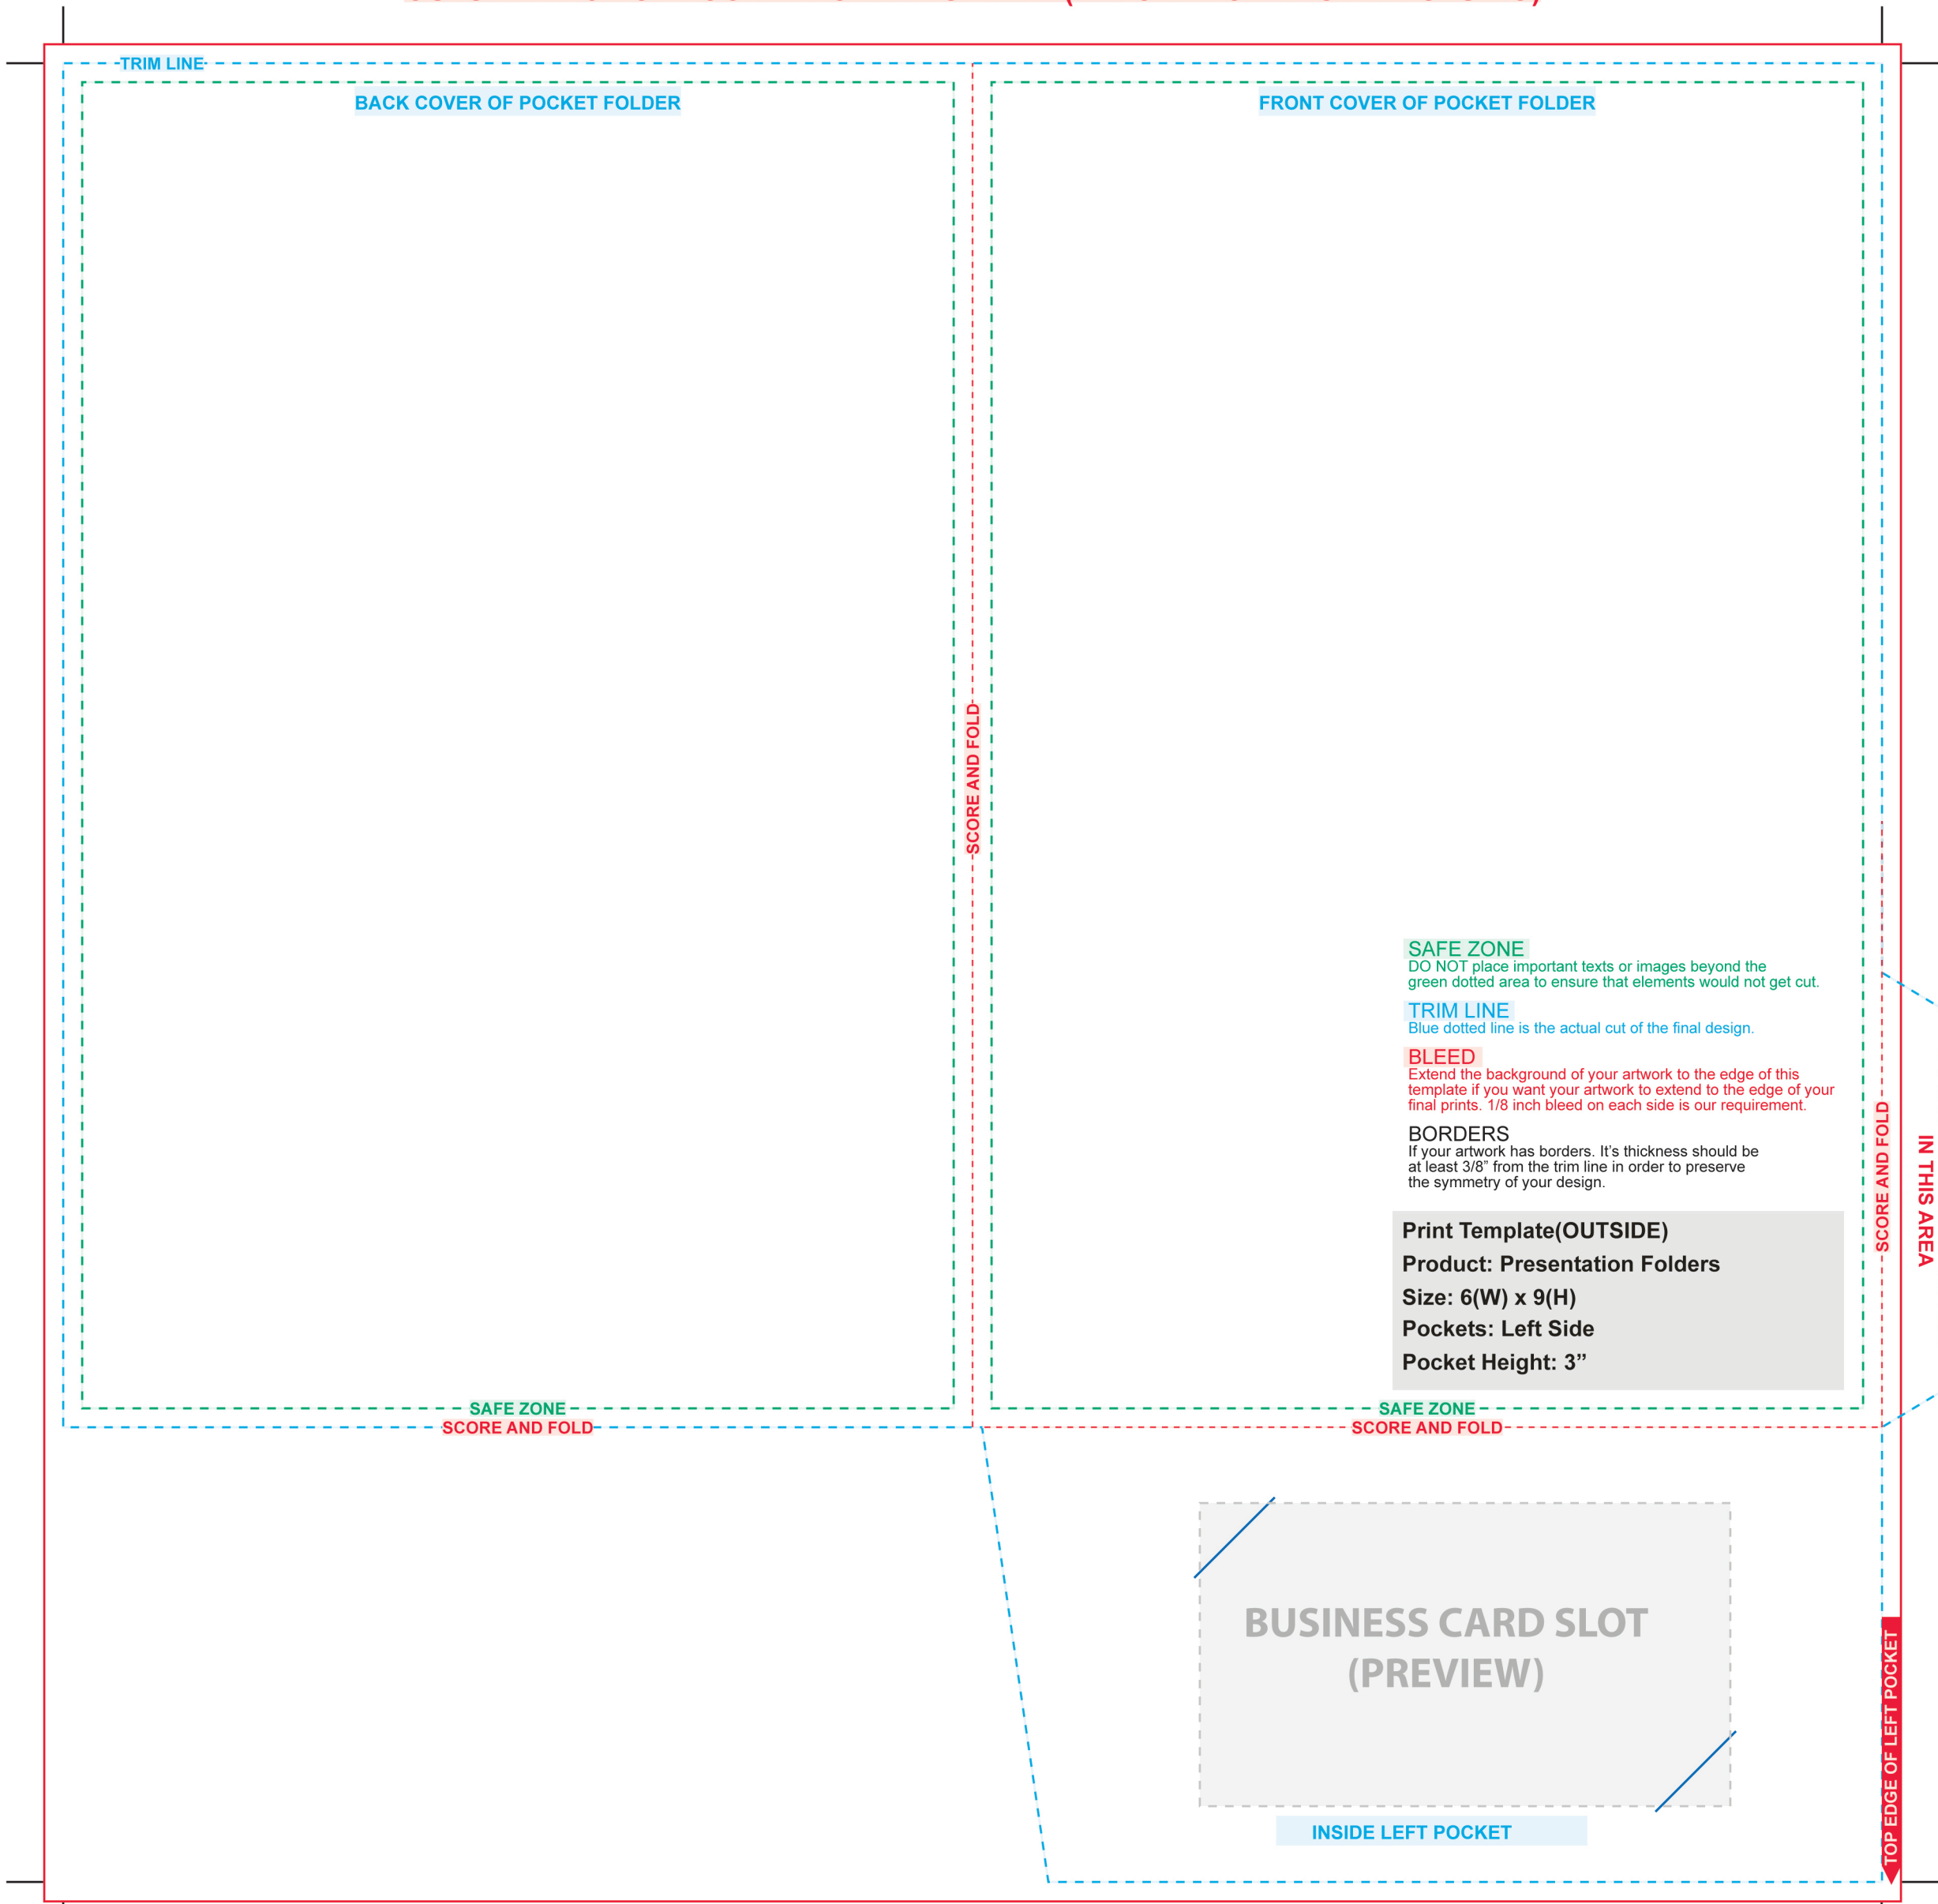 TRIM LINE
BACK COVER OF POCKET FOLDER
FRONT COVER OF POCKET FOLDER
SCORE AND FOLD
SAFE ZONE
DO NOT place important texts or images beyond the
green dotted area to ensure that elements would not get cut.
TRIM LINE
Blue dotted line is the actual cut of the final design.
BLEED
Extend the background of your artwork to the edge of this
template if you want your artwork to extend to the edge of your
final prints. 1/8 inch bleed on each side is our requirement.
BORDERS
If your artwork has borders. It’s thickness should be
at least 3/8” from the trim line in order to preserve
the symmetry of your design.
SCORE AND FOLD
IN THIS AREA
Print Template(OUTSIDE)
Product: Presentation Folders
Size: 6(W) x 9(H)
Pockets: Left Side
Pocket Height: 3”
SAFE ZONE
SCORE AND FOLD
SAFE ZONE
SCORE AND FOLD
BUSINESS CARD SLOT
(PREVIEW)
INSIDE LEFT POCKET
TOP EDGE OF LEFT POCKET